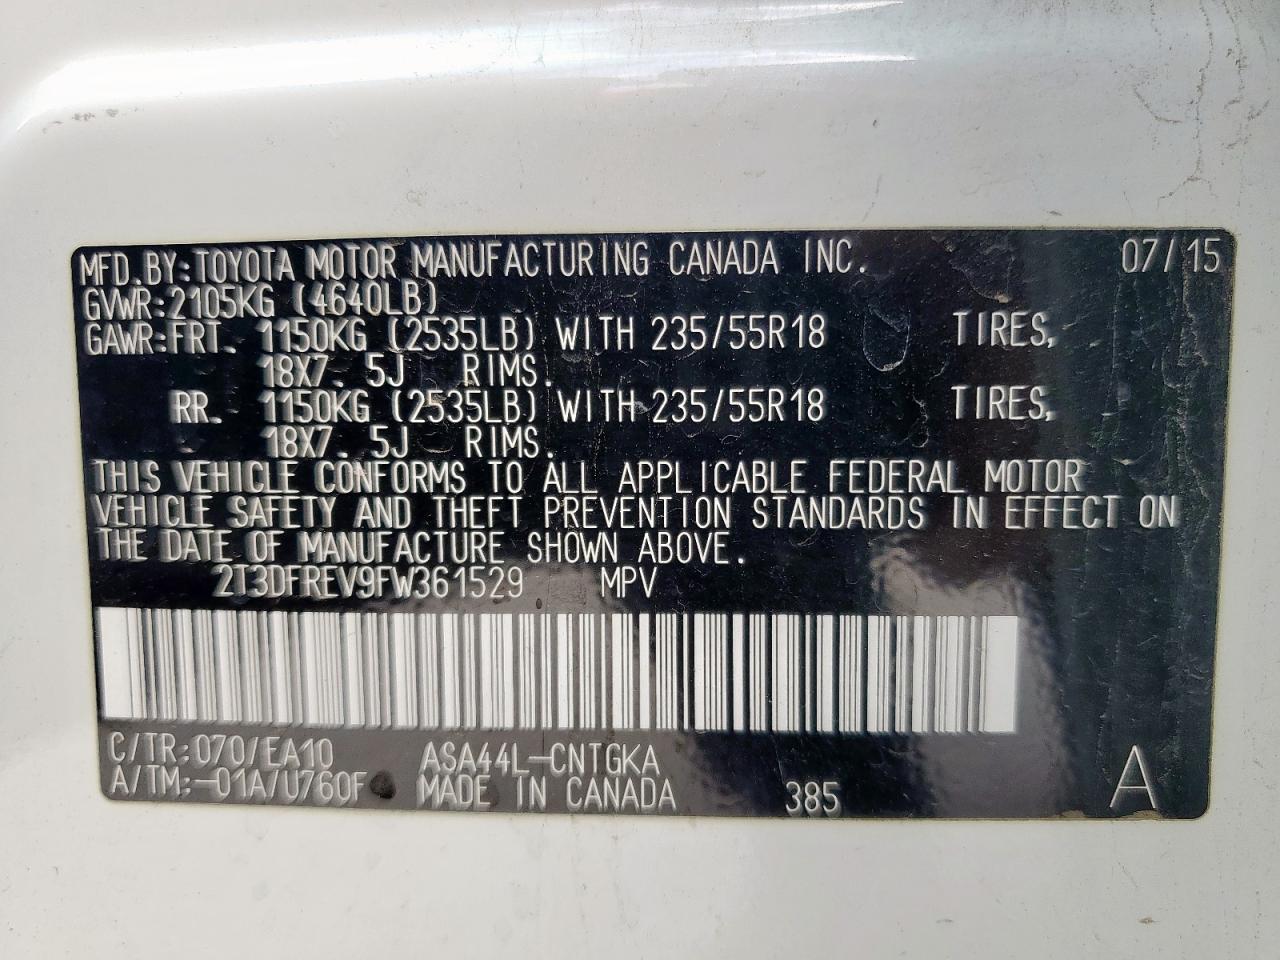 MFD. BY: TOYOTA MOTOR MANUFACTURING CANADA INC. 07/15
GVWR: 2105KG (4640LB)
GAWR: FRT. 1150KG (2535LB) WITH 235/55R18 TIRES,
18X7. 5J RIMS.
RR. 1150KG (2535LB) WITH 235/55R18 TIRES,
18X7. 5J RIMS.
THIS VEHICLE CONFORMS TO ALL APPLICABLE FEDERAL MOTOR
VEHICLE SAFETY AND THEFT PREVENTION STANDARDS IN EFFECT ON
THE DATE OF MANUFACTURE SHOWN ABOVE.
2T3DFREV9FW361529 MPV
C/TR: 070/EA10 ASA44L-CNTGKA
A/TM: -01A/U760F MADE IN CANADA 385 A